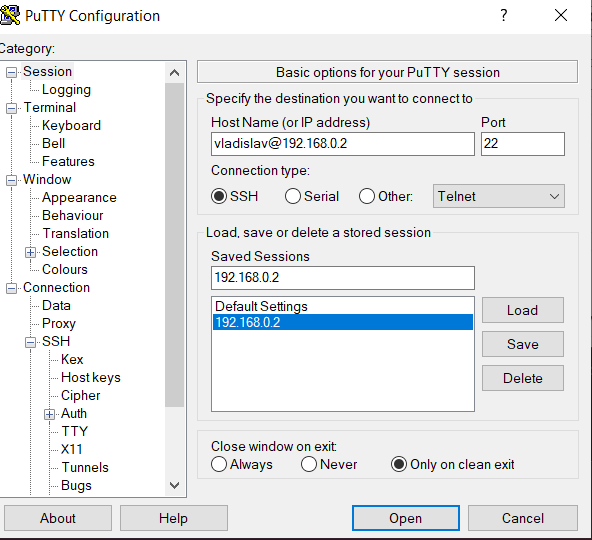 PuTTY Configuration
Category:
Session
Logging
Terminal
Keyboard
Bell
Features
Window
Appearance
Behaviour
Translation
Selection
Colours
Connection
Data
Proxy
SSH
Kex
Host keys
Cipher
Auth
TTY
X11
Tunnels
Bugs
Basic options for your PuTTY session
Specify the destination you want to connect to
Host Name (or IP address) Port
vladislav@192.168.0.2 22
Connection type:
SSH Serial Other: Telnet
Load, save or delete a stored session
Saved Sessions
192.168.0.2
Default Settings
192.168.0.2
Load
Save
Delete
Close window on exit:
Always Never Only on clean exit
About Help Open Cancel